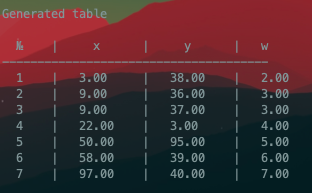 Generated table
№ | x | y | w
1 | 3.00 | 38.00 | 2.00
2 | 9.00 | 36.00 | 3.00
3 | 9.00 | 37.00 | 3.00
4 | 22.00 | 3.00 | 4.00
5 | 50.00 | 95.00 | 5.00
6 | 58.00 | 39.00 | 6.00
7 | 97.00 | 40.00 | 7.00